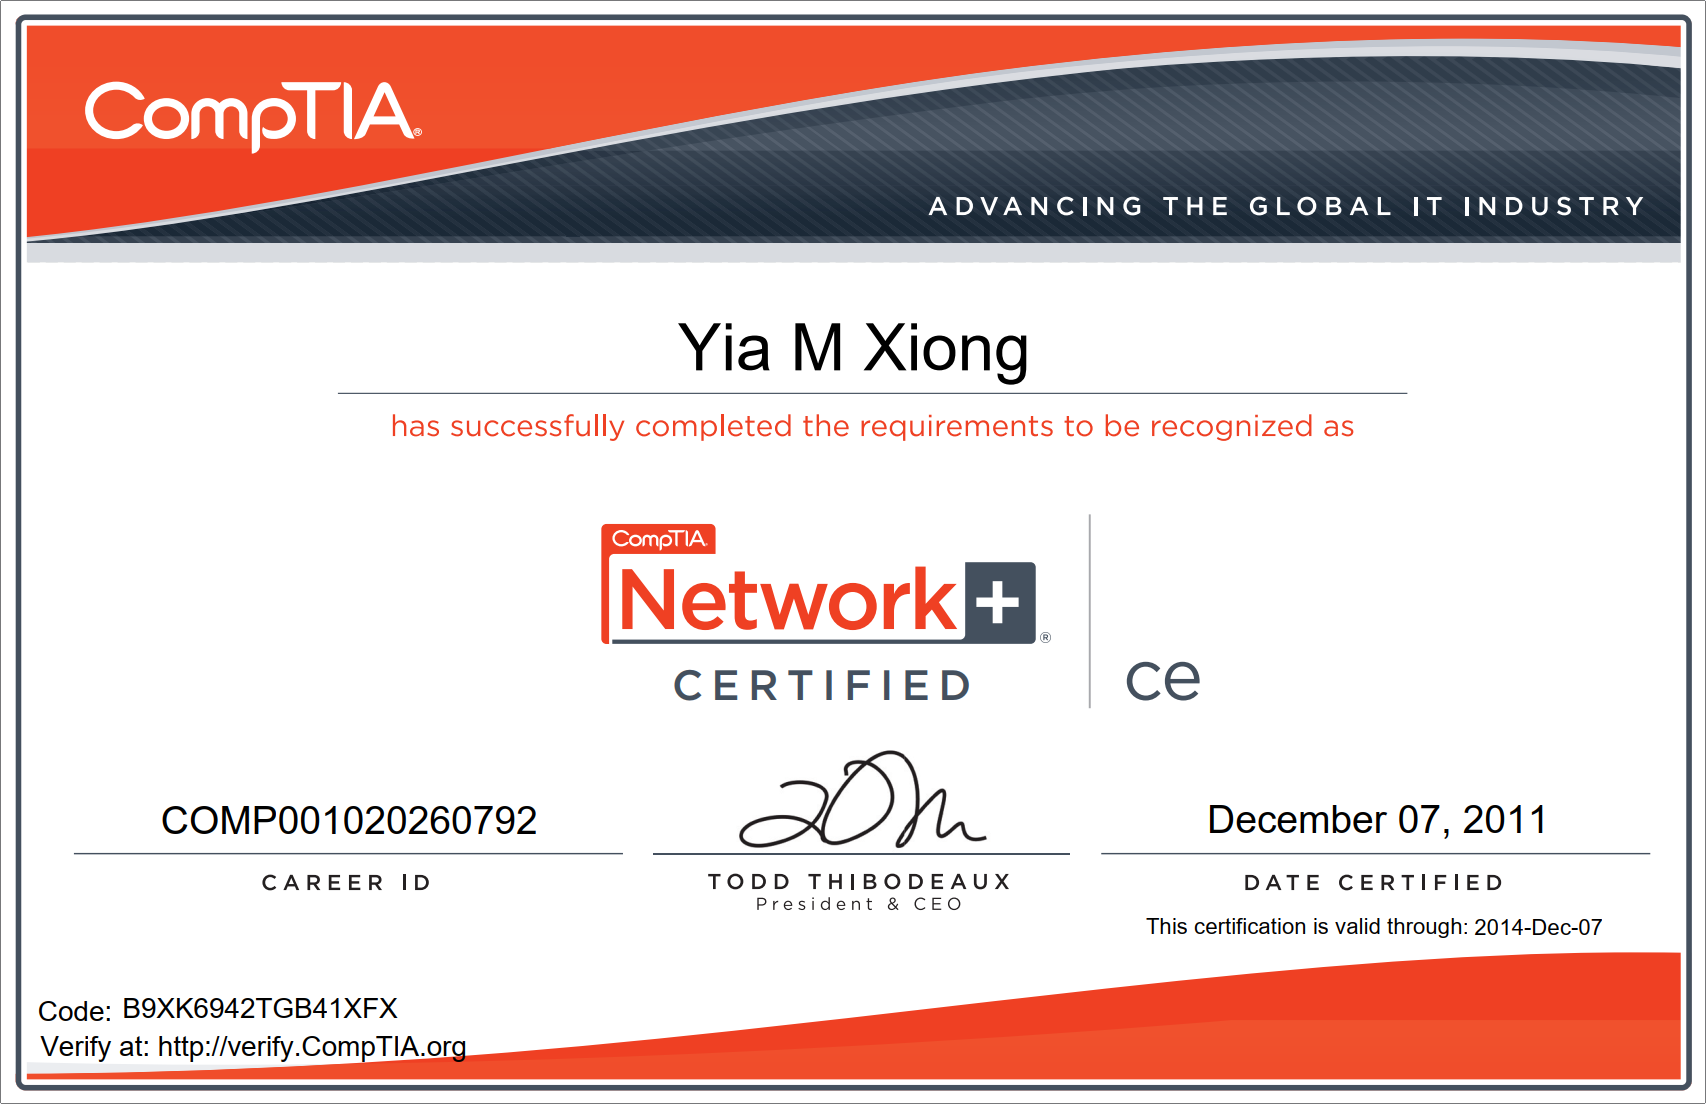 CompTIA®
ADVANCING THE GLOBAL IT INDUSTRY
Yia M Xiong
has successfully completed the requirements to be recognized as
CompTIA
Network+®
CERTIFIED
ce
COMP001020260792
CAREER ID
TODD THIBODEAUX
President & CEO
December 07, 2011
DATE CERTIFIED
This certification is valid through: 2014-Dec-07
Code: B9XK6942TGB41XFX
Verify at: http://verify.CompTIA.org